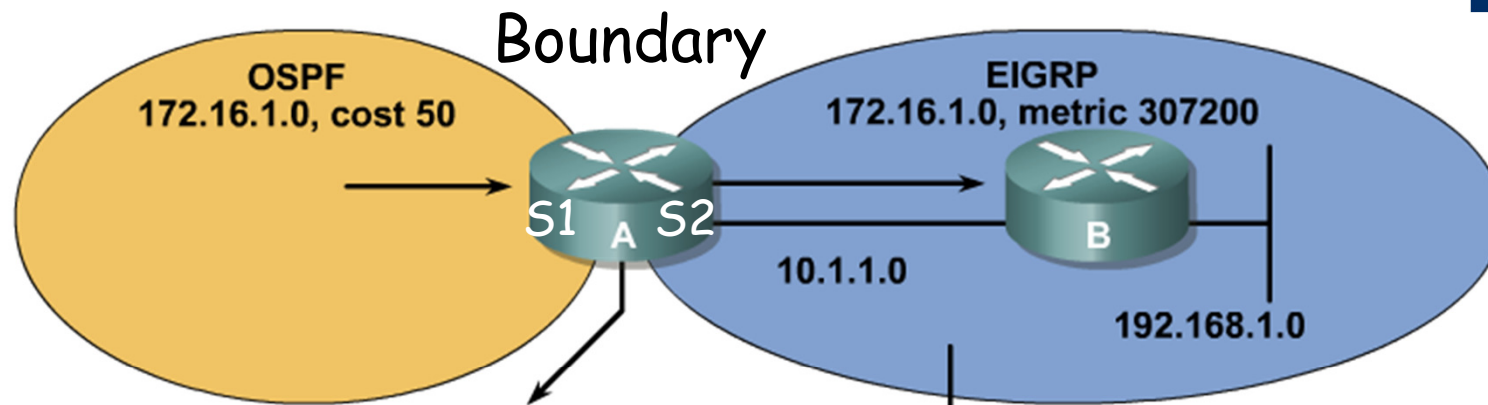 Boundary
OSPF
172.16.1.0, cost 50
EIGRP
172.16.1.0, metric 307200
S1
A
S2
B
10.1.1.0
192.168.1.0